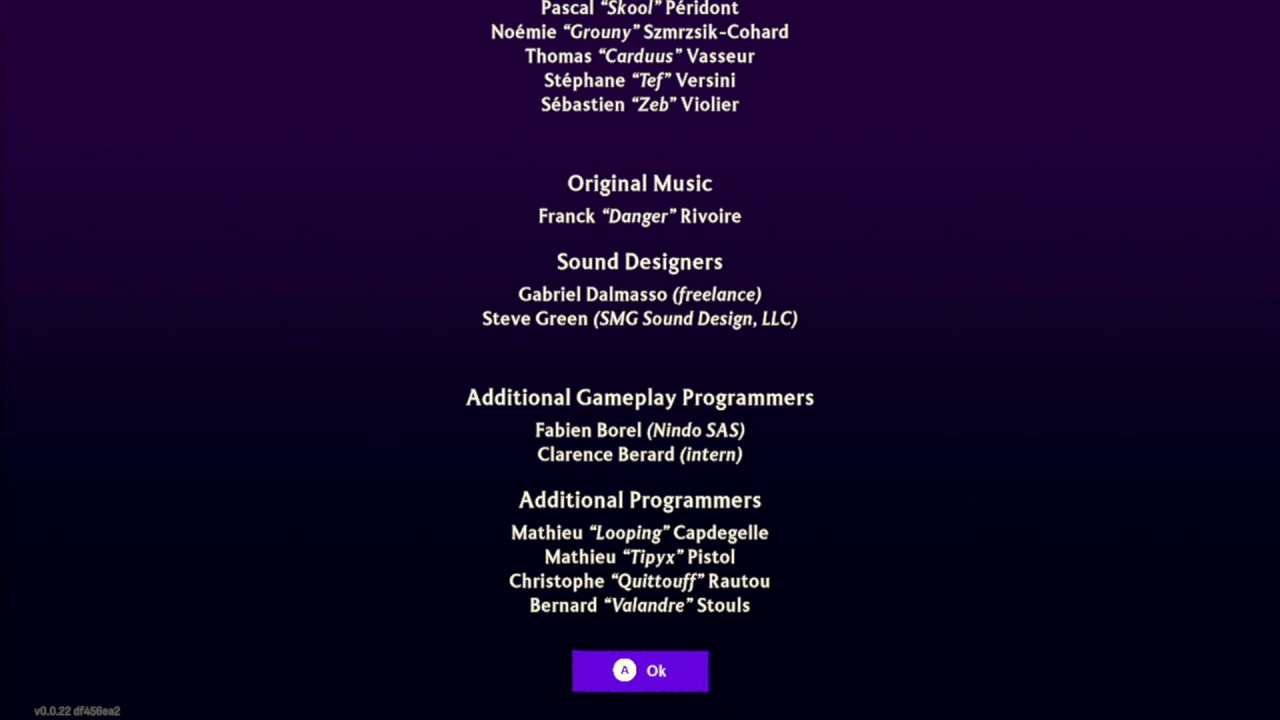 Pascal “Skool” Péridont
Noémie “Grouny” Szmrzsik-Cohard
Thomas “Carduus” Vasseur
Stéphane “Tef” Versini
Sébastien “Zeb” Violier
Original Music
Franck “Danger” Rivoire
Sound Designers
Gabriel Dalmasso (freelance)
Steve Green (SMG Sound Design, LLC)
Additional Gameplay Programmers
Fabien Borel (Nindo SAS)
Clarence Berard (intern)
Additional Programmers
Mathieu “Looping” Capdegelle
Mathieu “Tipyx” Pistol
Christophe “Quittouff” Rautou
Bernard “Valandre” Stouls
A Ok
v0.0.22 df456ea2